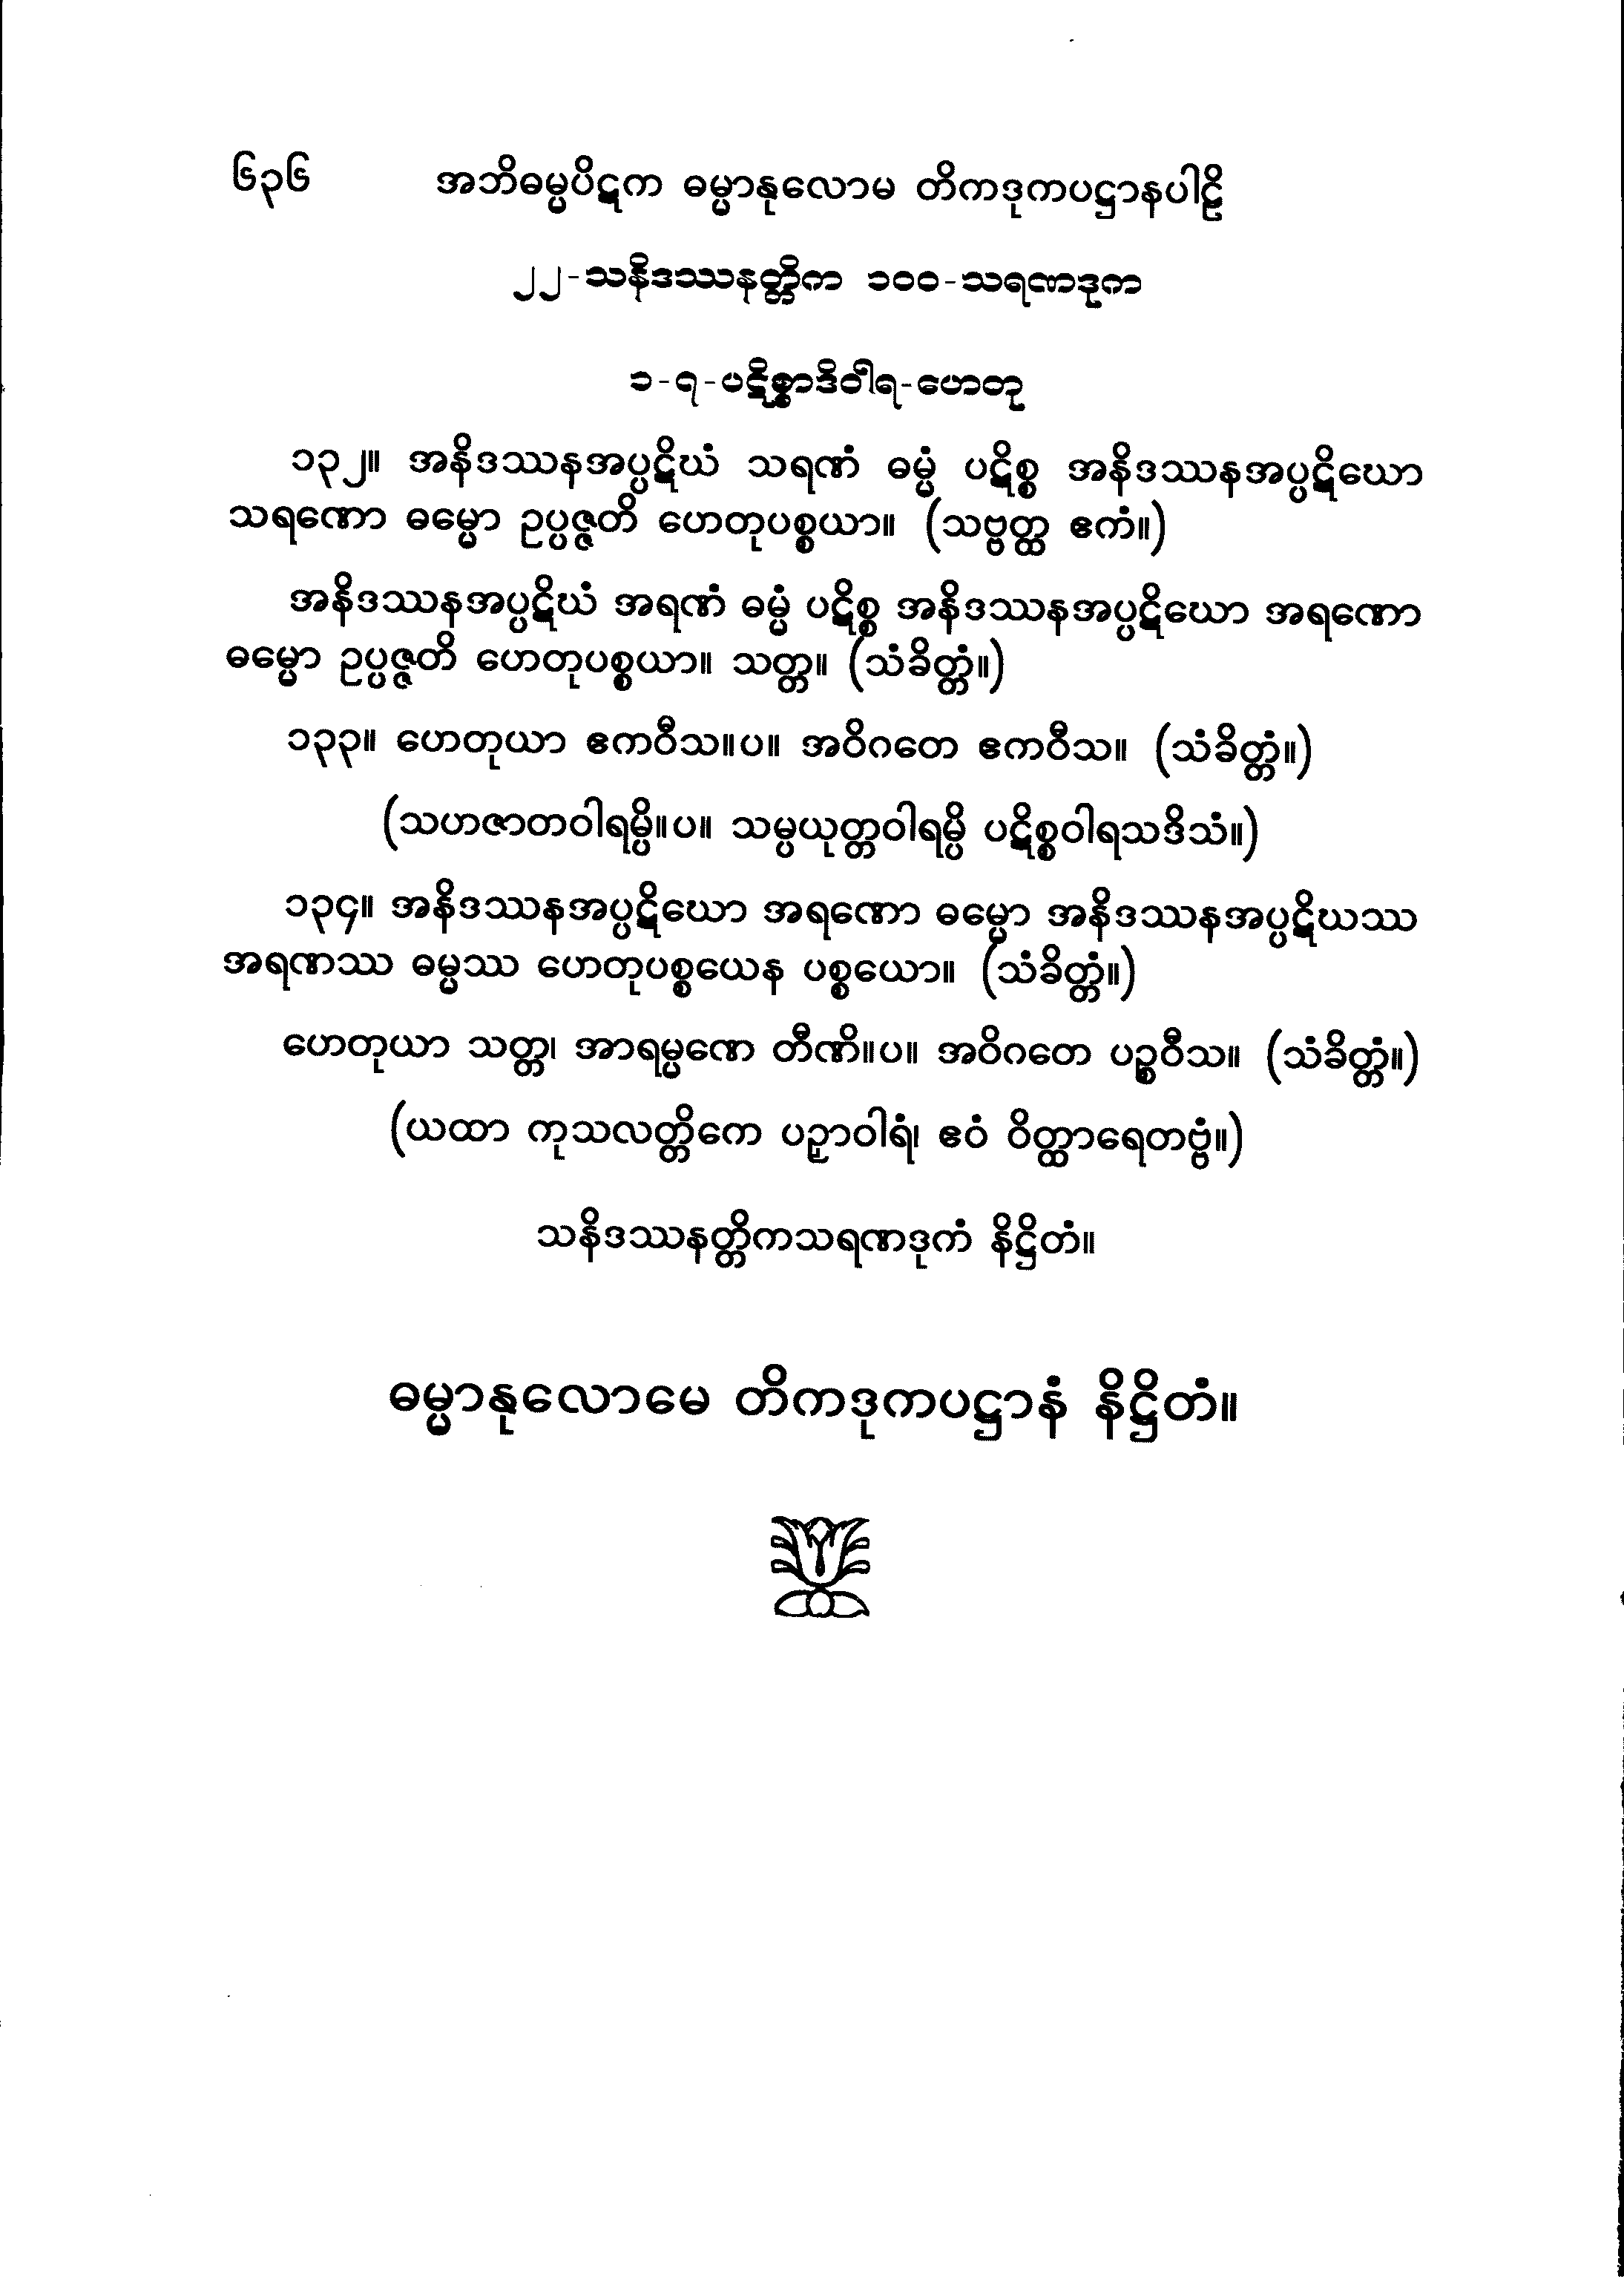 ၆၃၆ အဘိဓမ္မပိဋက ဓမ္မာနုလောမ တိကဒုကပဋ္ဌာနပါဠိ
၂၂-သနိဒဿနတ္တိက ၁၀၀-သရဏဒုက
၁-၇-ပဋိစ္စာဒိဝါရ-ဟေတု
၁၃၂။ အနိဒဿနအပ္ပဋိဃံ သရဏံ ဓမ္မံ ပဋိစ္စ အနိဒဿနအပ္ပဋိဃော
သရဏော ဓမ္မော ဥပ္ပဇ္ဇတိ ဟေတုပစ္စယာ။ (သဗ္ဗတ္ထ ဧကံ။)
အနိဒဿနအပ္ပဋိဃံ အရဏံ ဓမ္မံ ပဋိစ္စ အနိဒဿနအပ္ပဋိဃော အရဏော
ဓမ္မော ဥပ္ပဇ္ဇတိ ဟေတုပစ္စယာ။ သတ္တ။ (သံခိတ္တံ။)
၁၃၃။ ဟေတုယာ ဧကဝီသ။ပ။ အဝိဂတေ ဧကဝီသ။ (သံခိတ္တံ။)
(သဟဇာတဝါရမ္ပိ။ပ။ သမ္ပယုတ္တဝါရမ္ပိ ပဋိစ္စဝါရသဒိသံ။)
၁၃၄။ အနိဒဿနအပ္ပဋိဃော အရဏော ဓမ္မော အနိဒဿနအပ္ပဋိဃဿ
အရဏဿ ဓမ္မဿ ဟေတုပစ္စယေန ပစ္စယော။ (သံခိတ္တံ။)
ဟေတုယာ သတ္တ၊ အာရမ္မဏေ တီဏိ။ပ။ အဝိဂတေ ပဉ္စဝီသ။ (သံခိတ္တံ။)
(ယထာ ကုသလတ္တိကေ ပဉှာဝါရံ၊ ဧဝံ ဝိတ္ထာရေတဗ္ဗံ။)
သနိဒဿနတ္တိကသရဏဒုကံ နိဋ္ဌိတံ။
ဓမ္မာနုလောမေ တိကဒုကပဋ္ဌာနံ နိဋ္ဌိတံ။